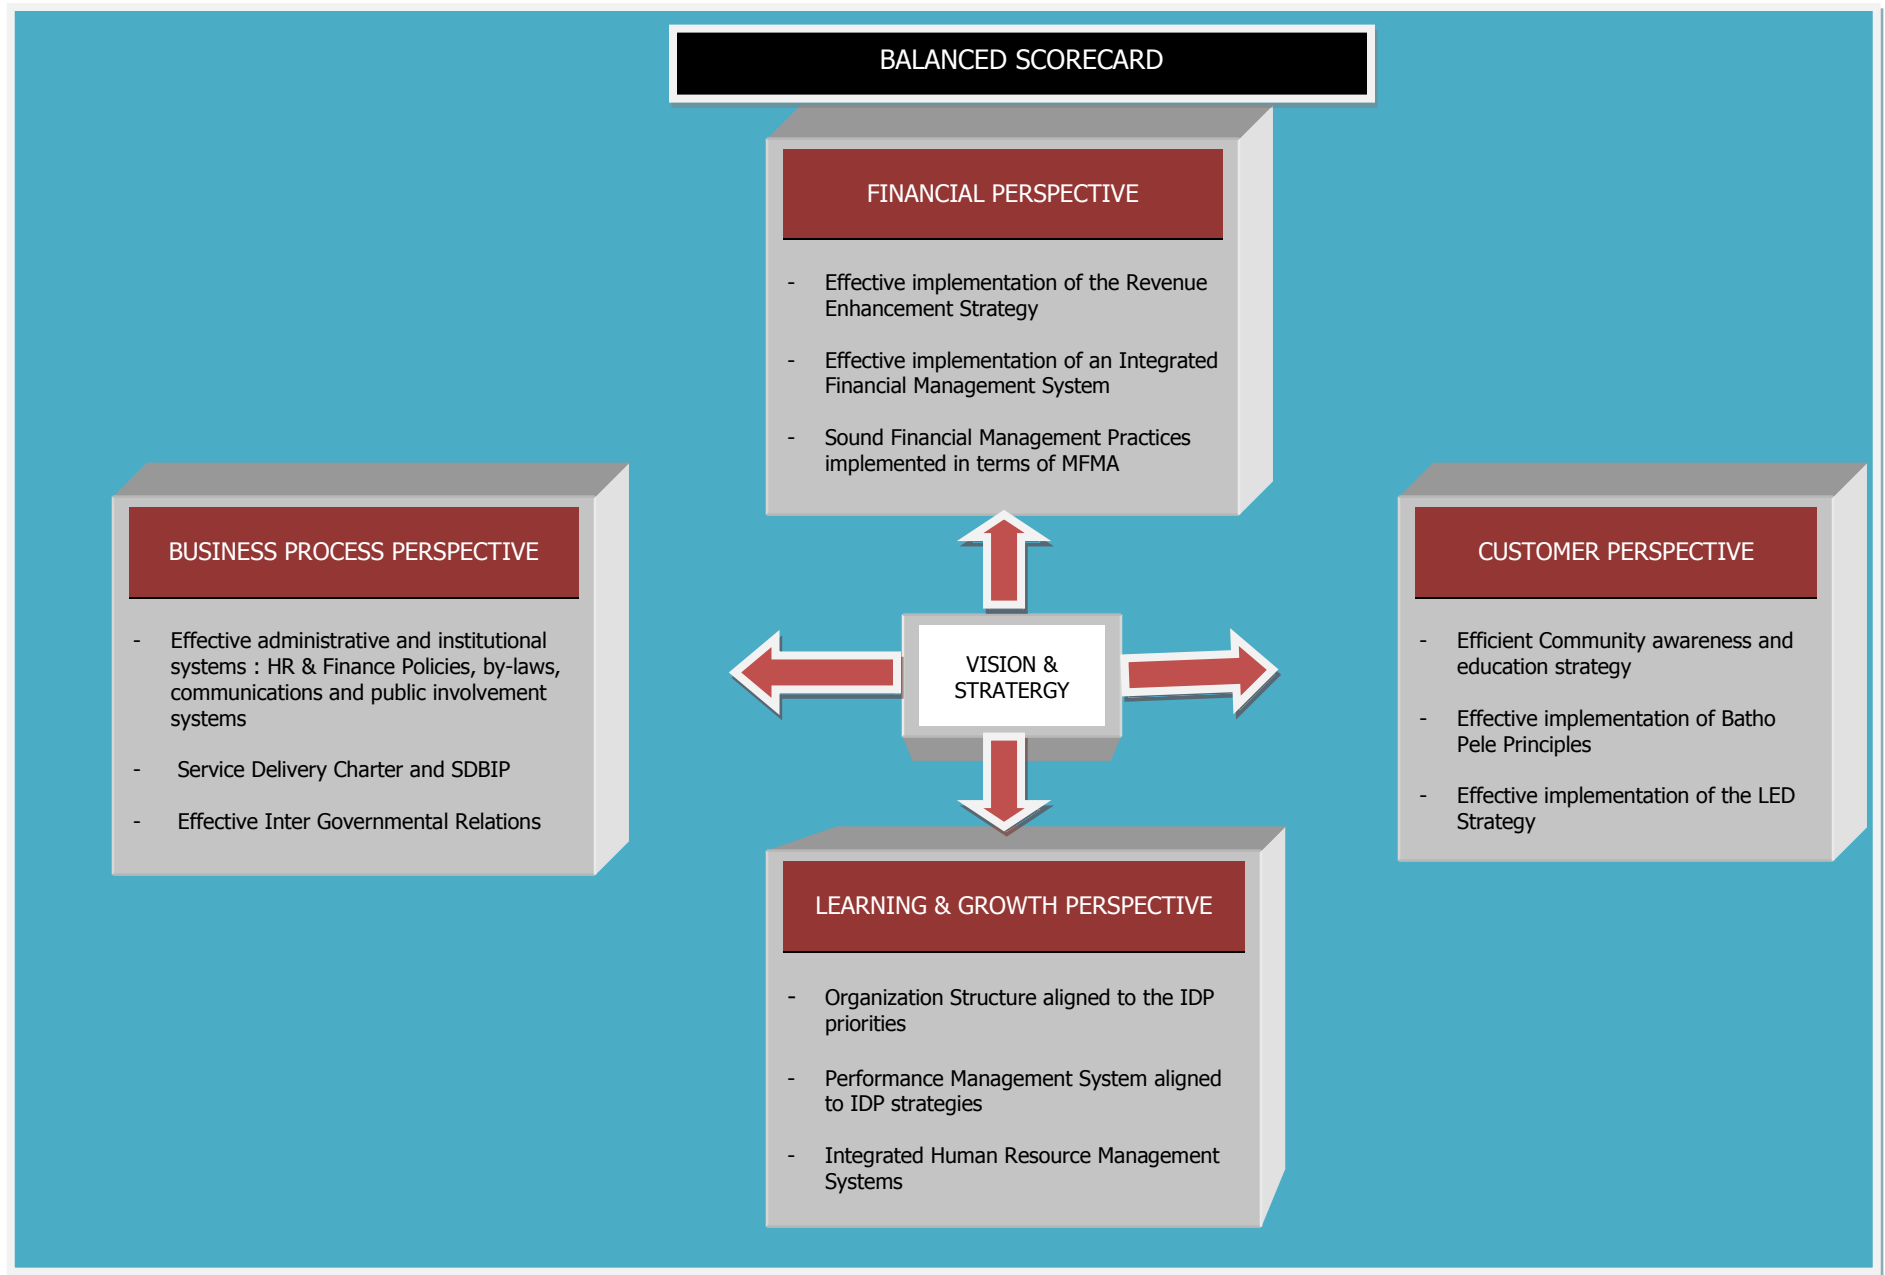 BALANCED SCORECARD
FINANCIAL PERSPECTIVE
- Effective implementation of the Revenue
Enhancement Strategy
- Effective implementation of an Integrated
Financial Management System
- Sound Financial Management Practices
implemented in terms of MFMA
BUSINESS PROCESS PERSPECTIVE
- Effective administrative and institutional
systems : HR & Finance Policies, by-laws,
communications and public involvement
systems
- Service Delivery Charter and SDBIP
- Effective Inter Governmental Relations
VISION &
STRATERGY
CUSTOMER PERSPECTIVE
- Efficient Community awareness and
education strategy
- Effective implementation of Batho
Pele Principles
- Effective implementation of the LED
Strategy
LEARNING & GROWTH PERSPECTIVE
- Organization Structure aligned to the IDP
priorities
- Performance Management System aligned
to IDP strategies
- Integrated Human Resource Management
Systems